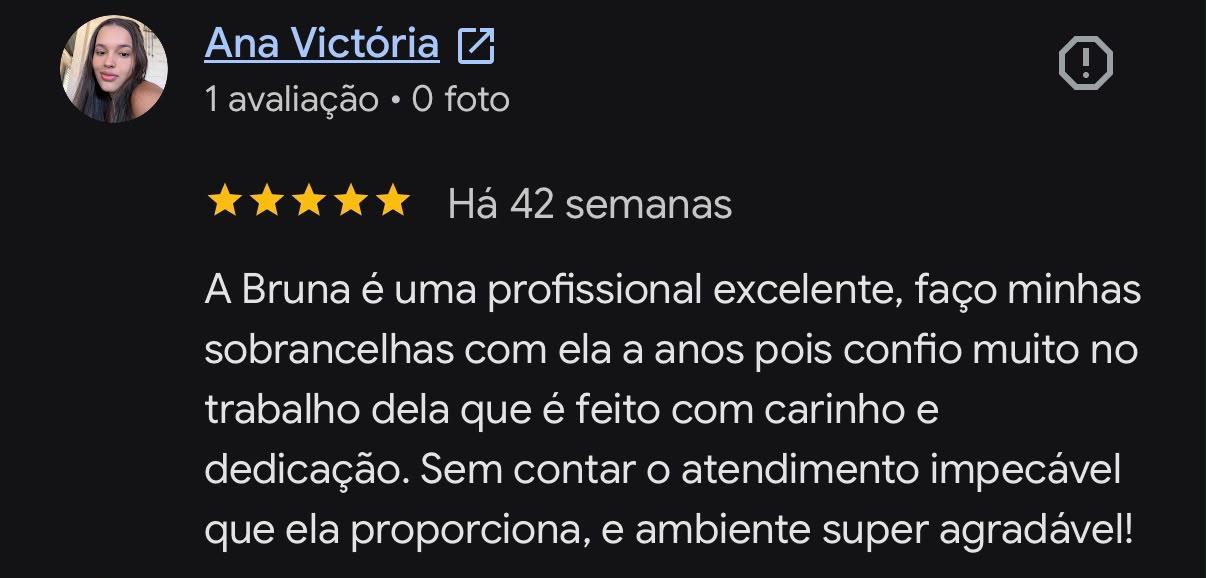 Ana Victória
1 avaliação • 0 foto
Há 42 semanas
A Bruna é uma profissional excelente, faço minhas
sobrancelhas com ela a anos pois confio muito no
trabalho dela que é feito com carinho e
dedicação. Sem contar o atendimento impecável
que ela proporciona, e ambiente super agradável!